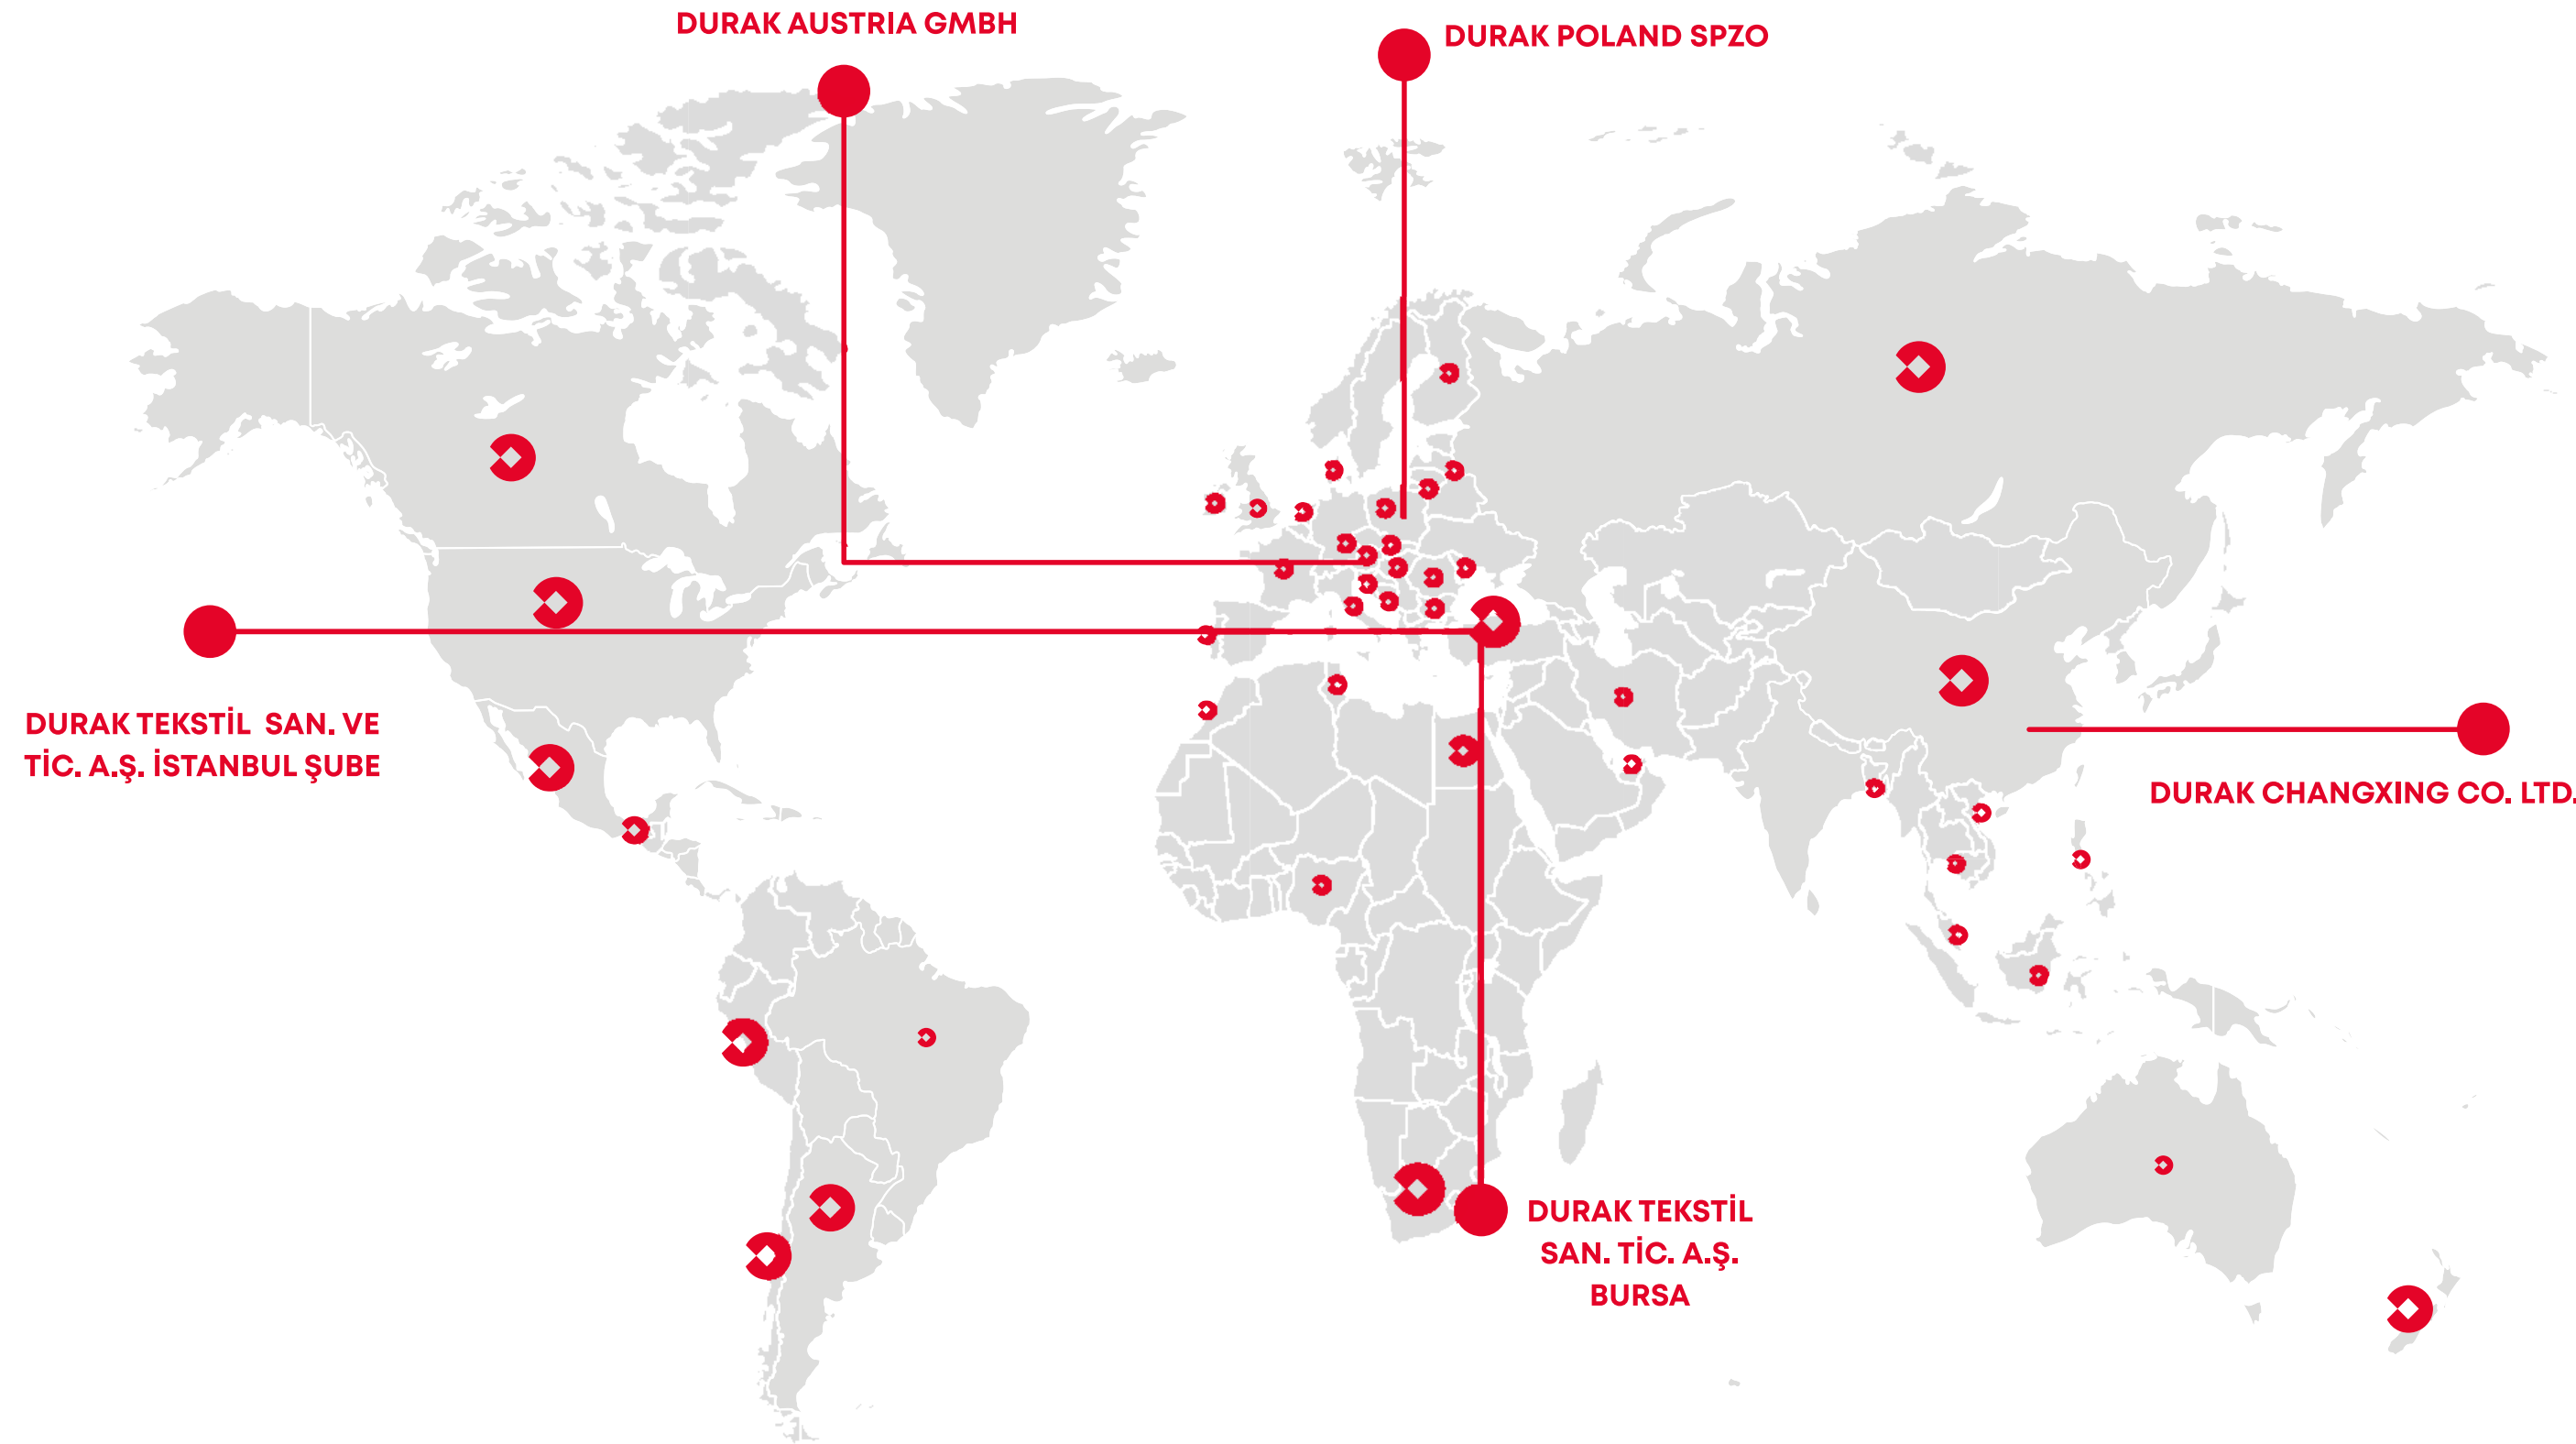 DURAK AUSTRIA GMBH
DURAK POLAND SPZO
DURAK TEKSTİL SAN. VE
TİC. A.Ş. İSTANBUL ŞUBE
DURAK CHANGXING CO. LTD.
DURAK TEKSTİL
SAN. TİC. A.Ş.
BURSA